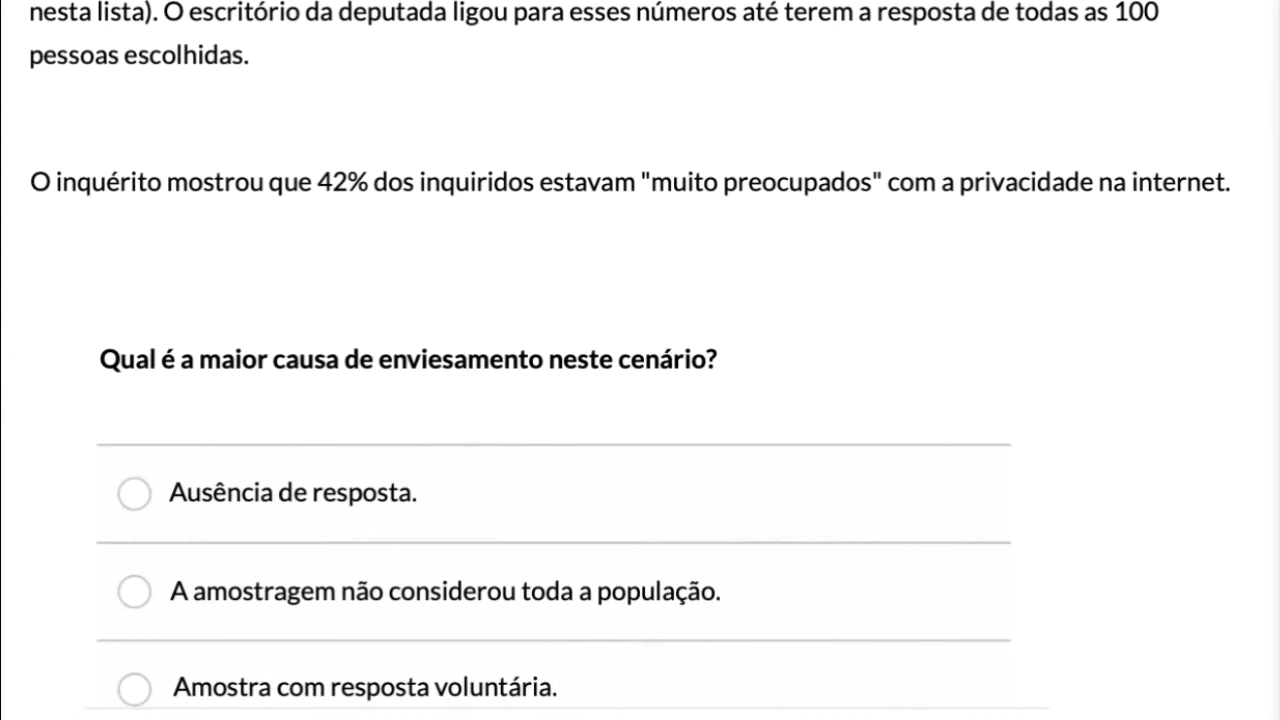 nesta lista). O escritório da deputada ligou para esses números até terem a resposta de todas as 100
pessoas escolhidas.
O inquérito mostrou que 42% dos inquiridos estavam "muito preocupados" com a privacidade na internet.
Qual é a maior causa de enviesamento neste cenário?
Ausência de resposta.
A amostragem não considerou toda a população.
Amostra com resposta voluntária.